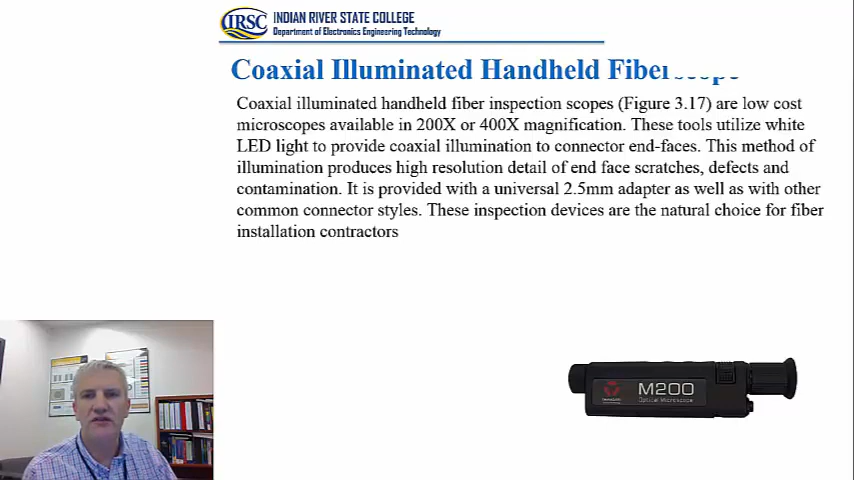 IRSC
INDIAN RIVER STATE COLLEGE
Department of Electronics Engineering Technology
Coaxial Illuminated Handheld Fiber scope
Coaxial illuminated handheld fiber inspection scopes (Figure 3.17) are low cost
microscopes available in 200X or 400X magnification. These tools utilize white
LED light to provide coaxial illumination to connector end-faces. This method of
illumination produces high resolution detail of end face scratches, defects and
contamination. It is provided with a universal 2.5mm adapter as well as with other
common connector styles. These inspection devices are the natural choice for fiber
installation contractors
M200
Optical Microscope